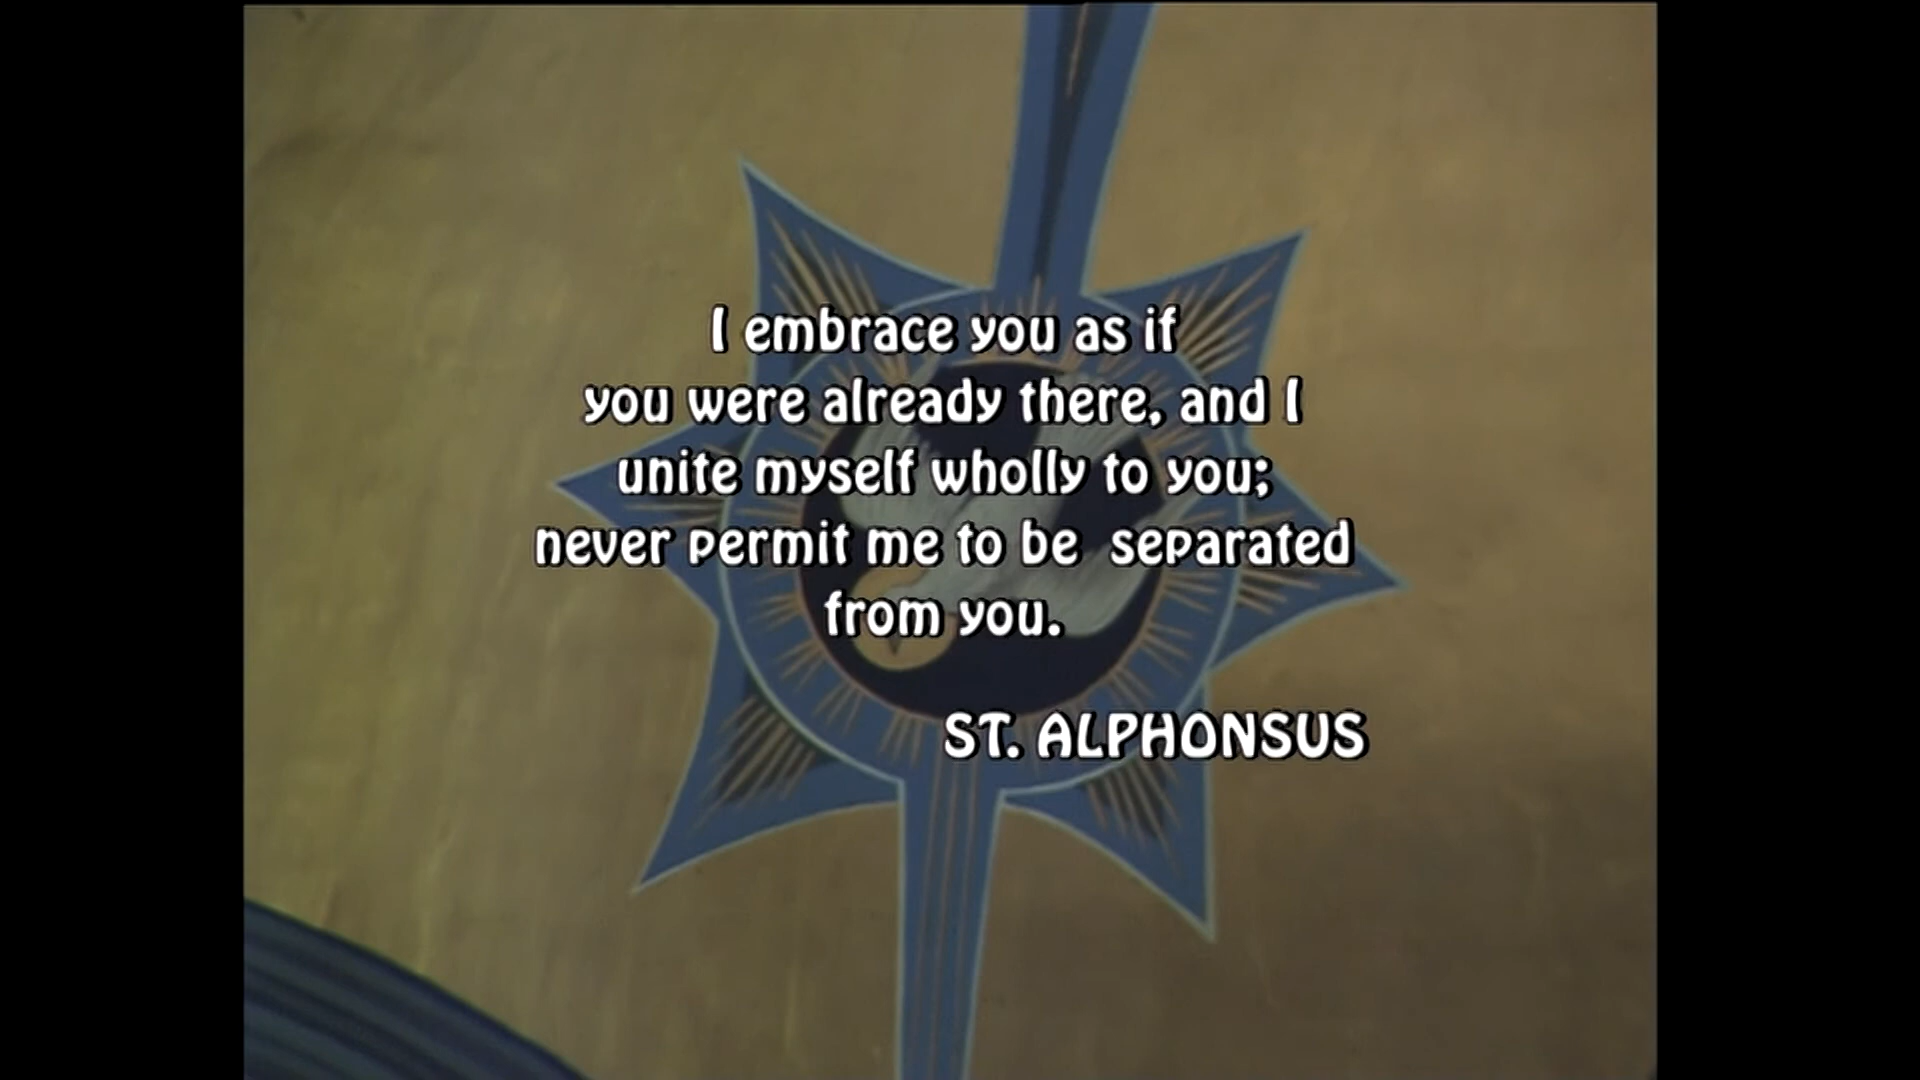 I embrace you as if
you were already there, and I
unite myself wholly to you;
never permit me to be separated
from you.
ST. ALPHONSUS